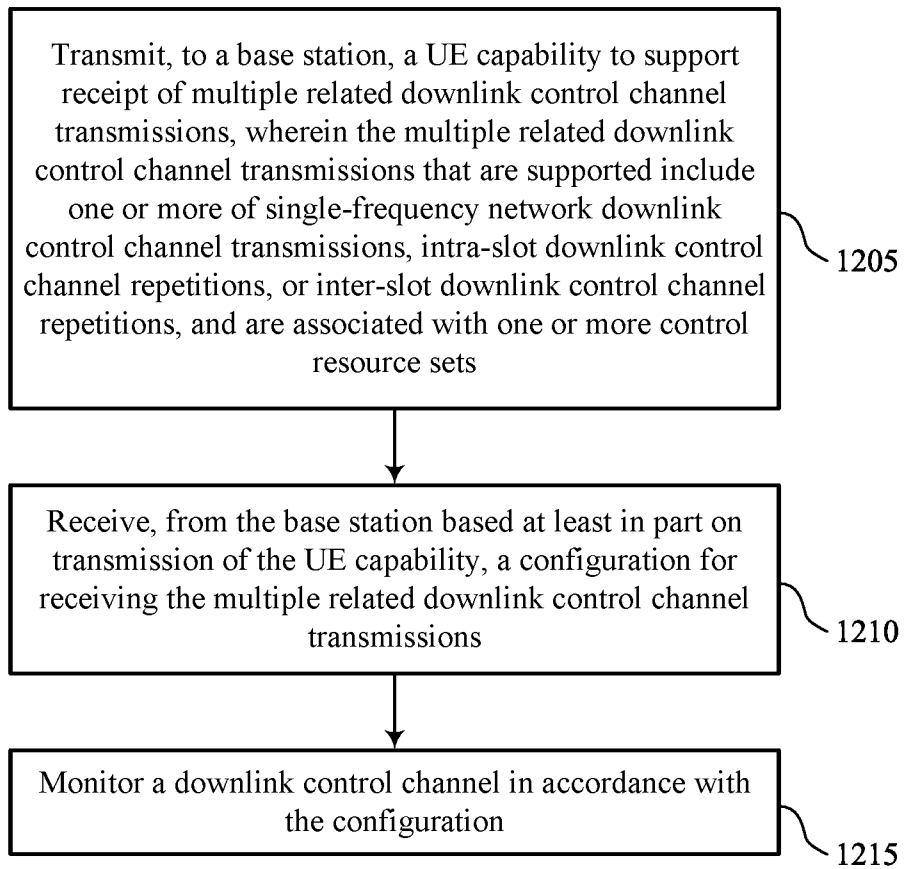 Transmit, to a base station, a UE capability to support
receipt of multiple related downlink control channel
transmissions, wherein the multiple related downlink
control channel transmissions that are supported include
one or more of single-frequency network downlink
control channel transmissions, intra-slot downlink control
channel repetitions, or inter-slot downlink control channel
repetitions, and are associated with one or more control
resource sets
1205
Receive, from the base station based at least in part on
transmission of the UE capability, a configuration for
receiving the multiple related downlink control channel
transmissions
1210
Monitor a downlink control channel in accordance with
the configuration
1215